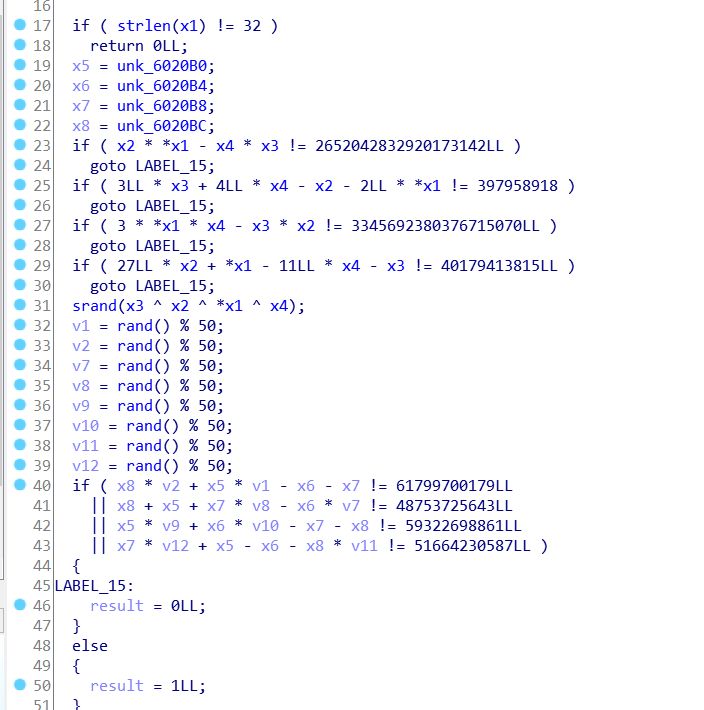 16
17 if ( strlen(x1) != 32 )
18 return 0LL;
19 x5 = unk_6020B0;
20 x6 = unk_6020B4;
21 x7 = unk_6020B8;
22 x8 = unk_6020BC;
23 if ( x2 * *x1 - x4 * x3 != 2652042832920173142LL )
24 goto LABEL_15;
25 if ( 3LL * x3 + 4LL * x4 - x2 - 2LL * *x1 != 397958918 )
26 goto LABEL_15;
27 if ( 3 * *x1 * x4 - x3 * x2 != 3345692380376715070LL )
28 goto LABEL_15;
29 if ( 27LL * x2 + *x1 - 11LL * x4 - x3 != 40179413815LL )
30 goto LABEL_15;
31 srand(x3 ^ x2 ^ *x1 ^ x4);
32 v1 = rand() % 50;
33 v2 = rand() % 50;
34 v7 = rand() % 50;
35 v8 = rand() % 50;
36 v9 = rand() % 50;
37 v10 = rand() % 50;
38 v11 = rand() % 50;
39 v12 = rand() % 50;
40 if ( x8 * v2 + x5 * v1 - x6 - x7 != 61799700179LL
41 || x8 + x5 + x7 * v8 - x6 * v7 != 48753725643LL
42 || x5 * v9 + x6 * v10 - x7 - x8 != 59322698861LL
43 || x7 * v12 + x5 - x6 - x8 * v11 != 51664230587LL )
44 {
45 LABEL_15:
46 result = 0LL;
47 }
48 else
49 {
50 result = 1LL;
51 }